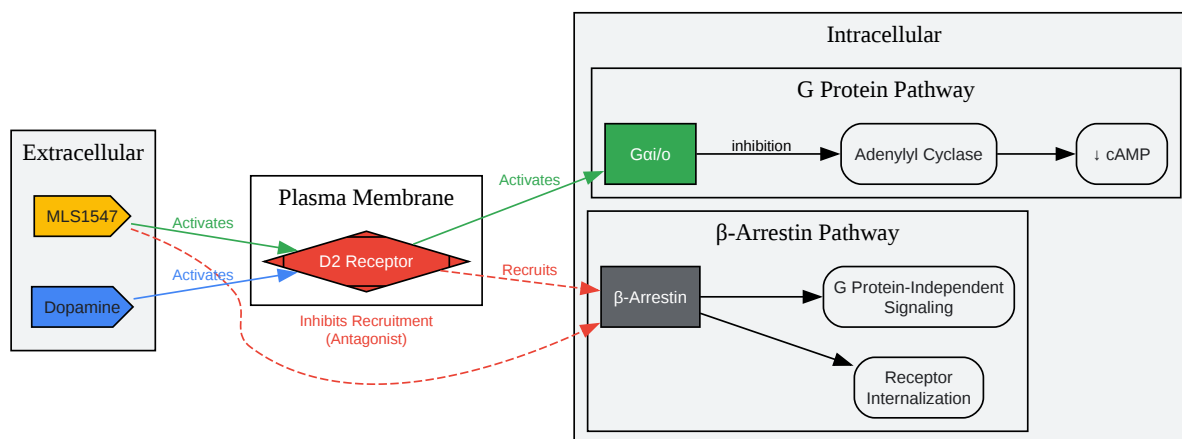 Extracellular
MLS1547
Dopamine
Activates
Activates
Plasma Membrane
D2 Receptor
Inhibits Recruitment
(Antagonist)
Activates
Recruits
Intracellular
G Protein Pathway
Gαi/o
inhibition
Adenylyl Cyclase
↓ cAMP
β-Arrestin Pathway
β-Arrestin
G Protein-Independent
Signaling
Receptor
Internalization